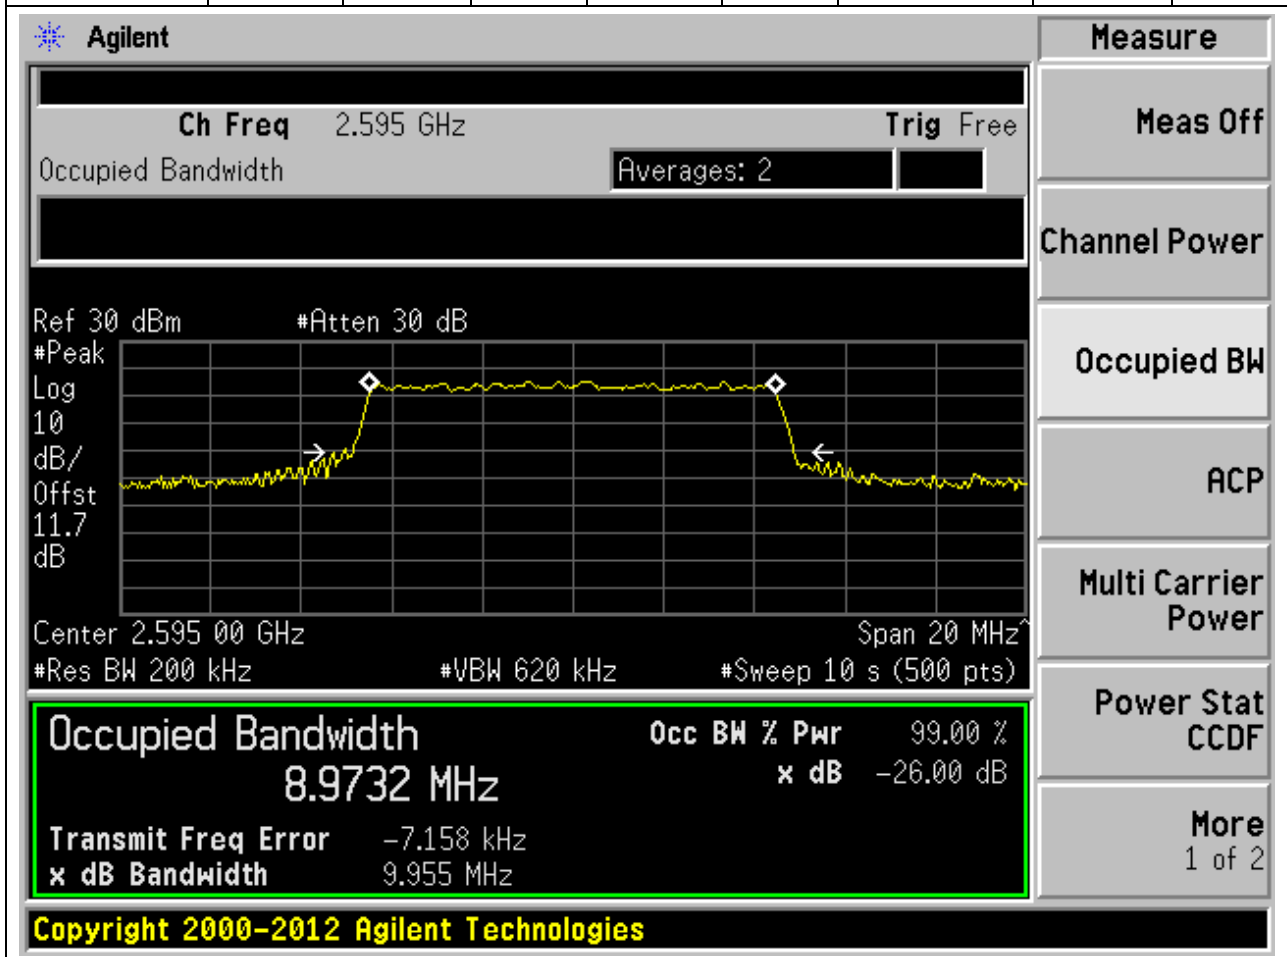 Agilent
Measure
Ch Freq 2.595 GHz Trig Free
Meas Off
Occupied Bandwidth Averages: 2
Channel Power
Ref 30 dBm #Atten 30 dB
#Peak
Log
10
dB/
Offst
11.7
dB
Occupied BW
ACP
Center 2.595 00 GHz Span 20 MHz^
#Res BW 200 kHz #VBW 620 kHz #Sweep 10 s (500 pts)
Multi Carrier
Power
Occupied Bandwidth Occ BW % Pwr 99.00 %
8.9732 MHz x dB -26.00 dB
Power Stat
CCDF
Transmit Freq Error -7.158 kHz
x dB Bandwidth 9.955 MHz
More
1 of 2
Copyright 2000-2012 Agilent Technologies